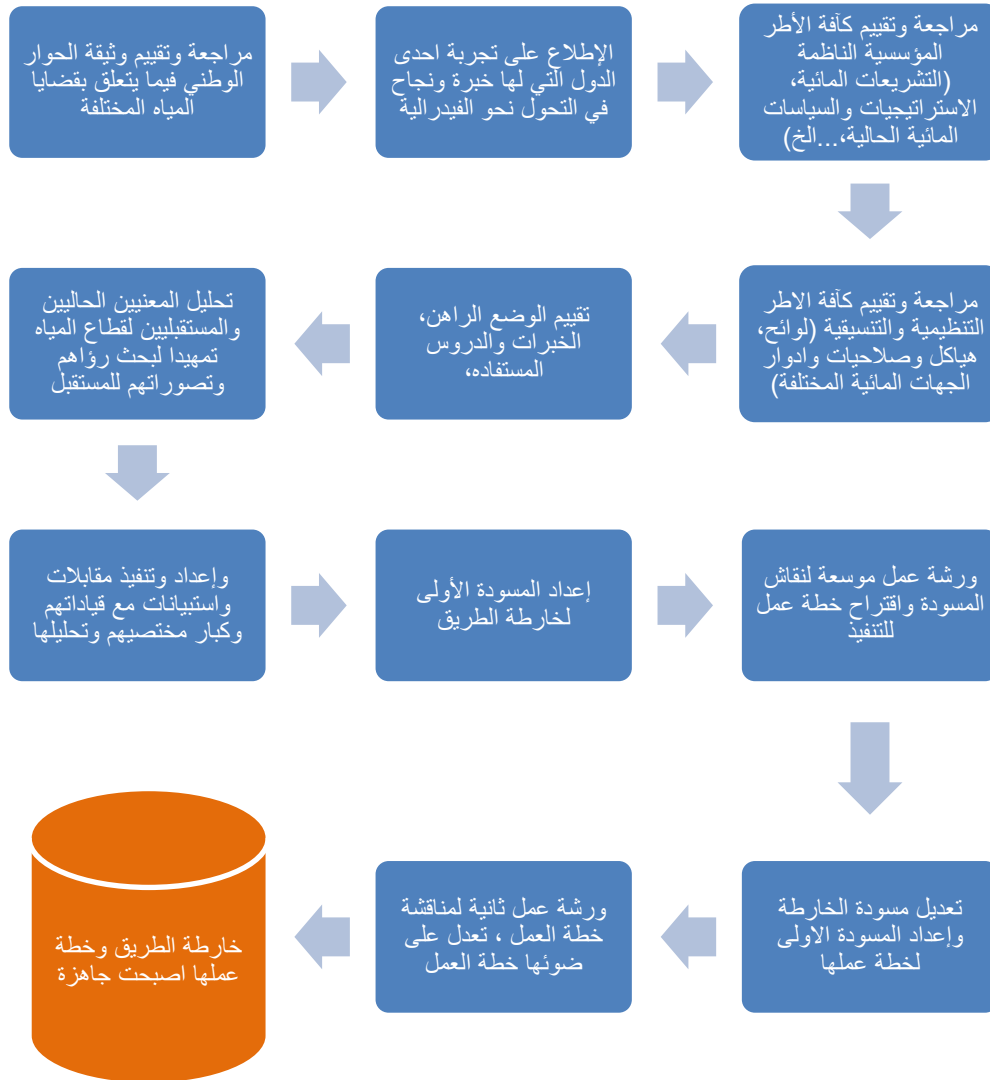 مراجعة وتقييم وثيقة الحوار
الوطني فيما يتعلق بقضايا
المياه المختلفة
الإطلاع على تجربة احدى
الدول التي لها خبرة ونجاح
في التحول نحو الفيدرالية
مراجعة وتقييم كآفة الأطر
المؤسسية الناظمة
(التشريعات المائية،
الاستراتيجيات والسياسات
المائية الحالية،...الخ)
مراجعة وتقييم كآفة الاطر
التنظيمية والتنسيقية (لوائح،
هياكل وصلاحيات وادوار
الجهات المائية المختلفة)
تقييم الوضع الراهن،
الخبرات والدروس
المستفاده،
تحليل المعنيين الحاليين
والمستقبليين لقطاع المياه
تمهيدا لبحث رؤاهم
وتصوراتهم للمستقبل
وإعداد وتنفيذ مقابلات
واستبيانات مع قياداتهم
وكبار مختصيهم وتحليلها
إعداد المسودة الأولى
لخارطة الطريق
ورشة عمل موسعة لنقاش
المسودة واقتراح خطة عمل
للتنفيذ
تعديل مسودة الخارطة
وإعداد المسودة الاولى
لخطة عملها
ورشة عمل ثانية لمناقشة
خطة العمل ، تعدل على
ضوئها خطة العمل
خارطة الطريق وخطة
عملها اصبحت جاهزة